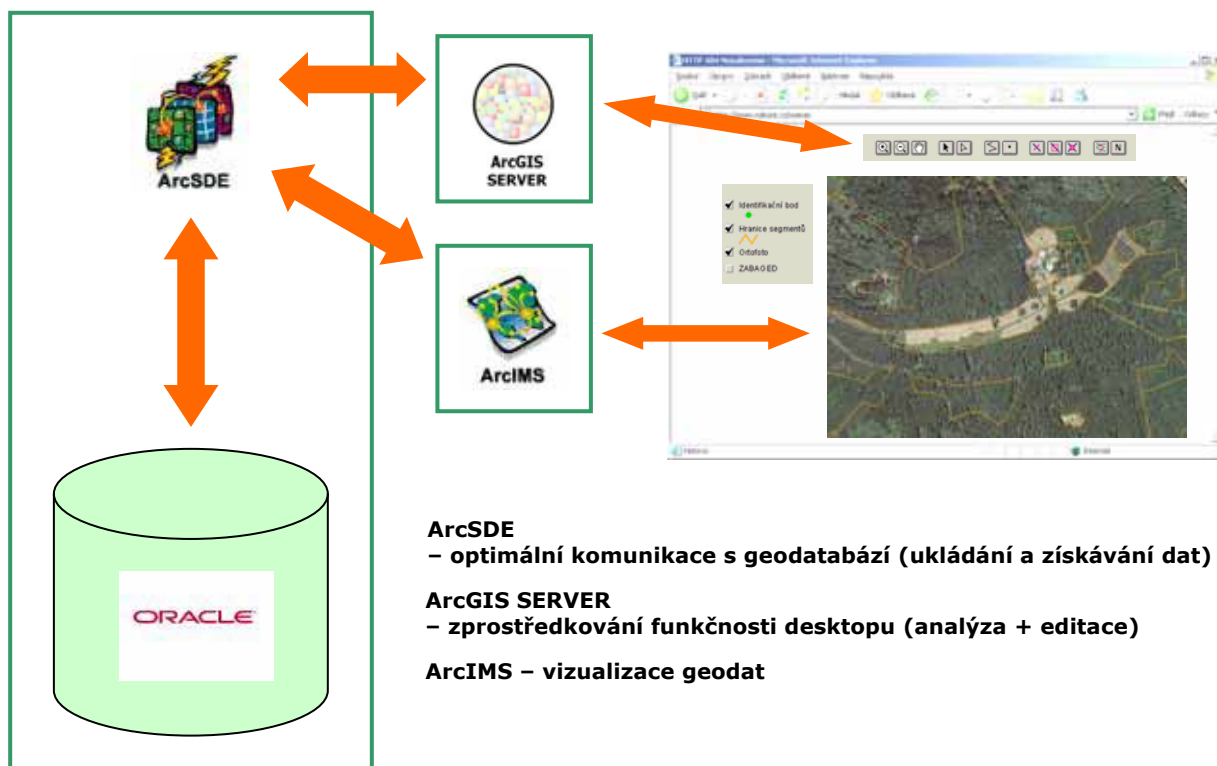 ArcSDE
ArcGIS
SERVER
ArcIMS
ORACLE
Identifikační bod
Hranice segmentů
Ortofoto
ZABAGED
N
ArcSDE
– optimální komunikace s geodatabází (ukládání a získávání dat)
ArcGIS SERVER
– zprostředkování funkčnosti desktopu (analýza + editace)
ArcIMS – vizualizace geodat